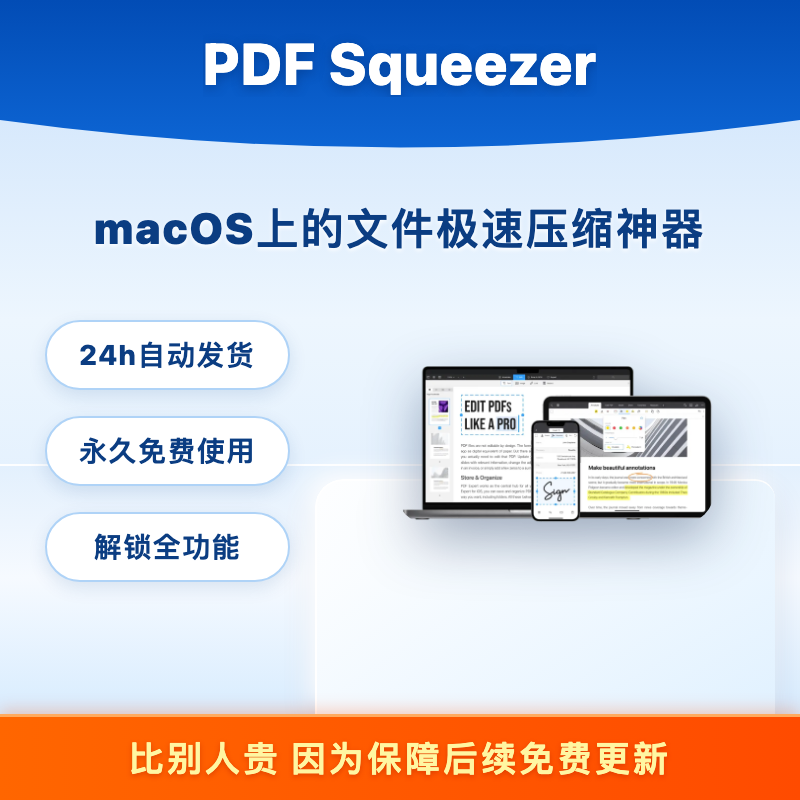 PDF Squeezer
macOS上的文件极速压缩神器
24h自动发货
永久免费使用
解锁全功能
EDIT PDFs
LIKE A PRO
Store & Organize
Make beautiful annotations
Sign
比别人贵 因为保障后续免费更新